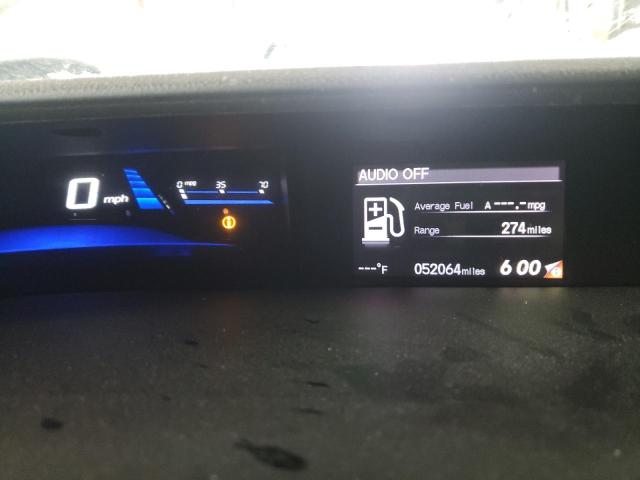 0 mph
0 mpg 35 70
AUDIO OFF
Average Fuel A ---.- mpg
Range 274 miles
---°F 052064 miles 6:00